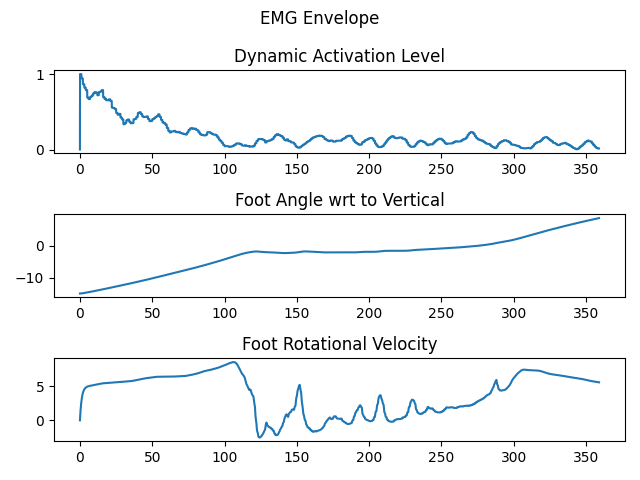 EMG Envelope
Dynamic Activation Level
1
0
0 50 100 150 200 250 300 350
Foot Angle wrt to Vertical
0
−10
0 50 100 150 200 250 300 350
Foot Rotational Velocity
5
0
0 50 100 150 200 250 300 350